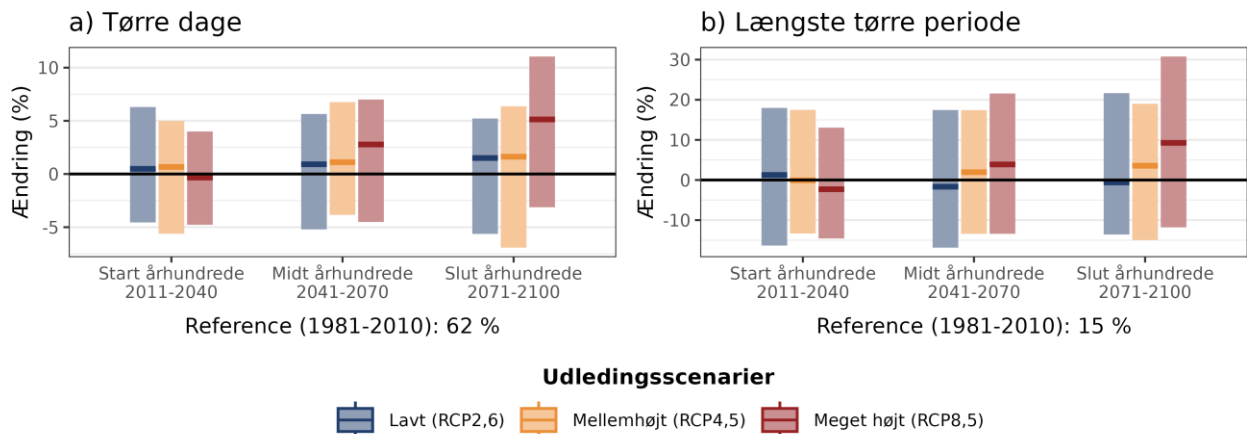 a) Tørre dage
Ændring (%)
10
5
0
-5
Start århundrede
2011-2040
Midt århundrede
2041-2070
Slut århundrede
2071-2100
Reference (1981-2010): 62 %
b) Længste tørre periode
Ændring (%)
30
20
10
0
-10
Start århundrede
2011-2040
Midt århundrede
2041-2070
Slut århundrede
2071-2100
Reference (1981-2010): 15 %
Udledingsscenarier
Lavt (RCP2,6)
Mellemhøjt (RCP4,5)
Meget højt (RCP8,5)